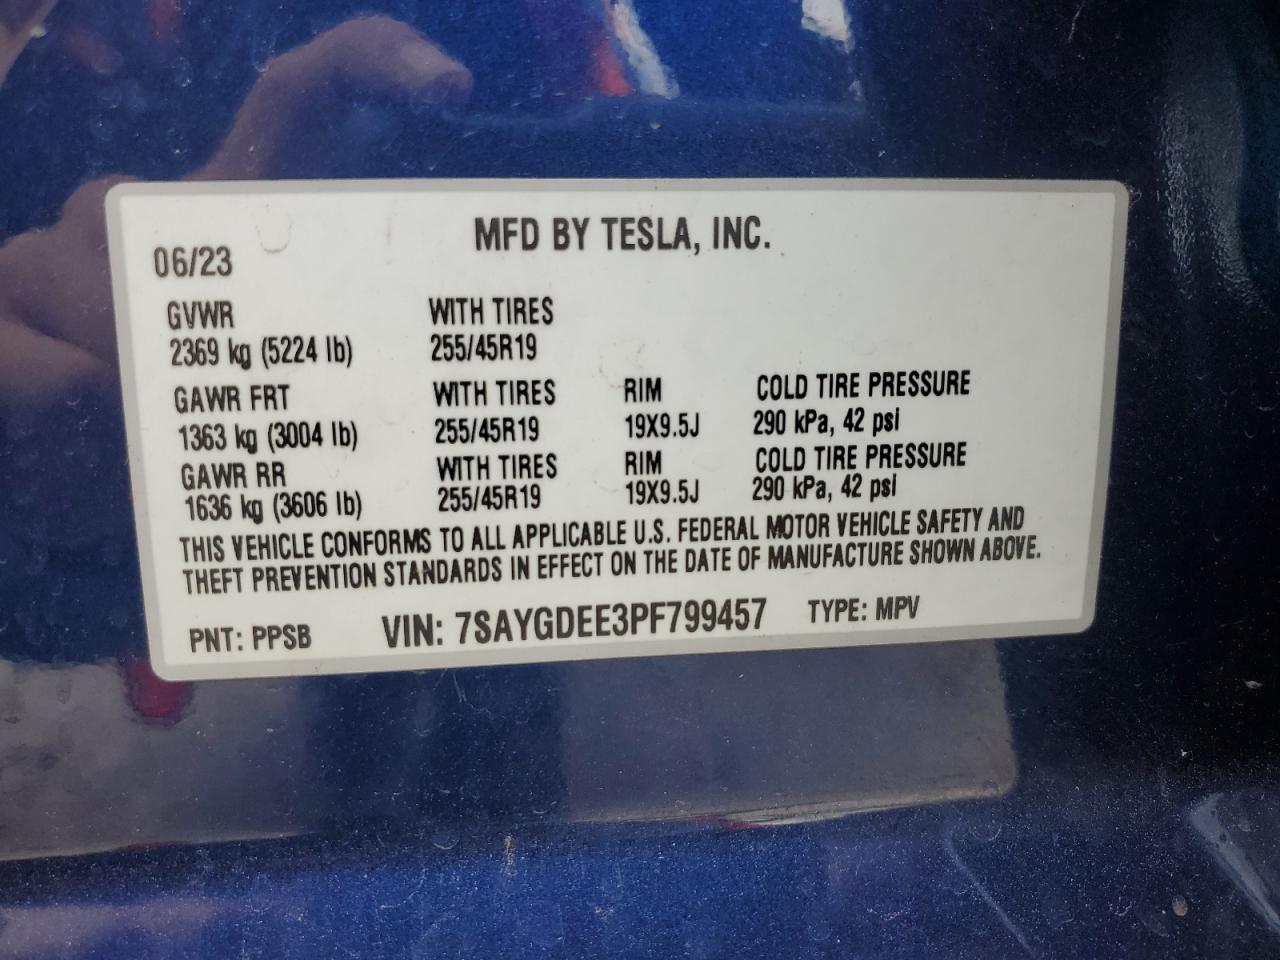 MFD BY TESLA, INC.
06/23
GVWR WITH TIRES
2369 kg (5224 lb) 255/45R19
GAWR FRT WITH TIRES RIM COLD TIRE PRESSURE
1363 kg (3004 lb) 255/45R19 19X9.5J 290 kPa, 42 psi
GAWR RR WITH TIRES RIM COLD TIRE PRESSURE
1636 kg (3606 lb) 255/45R19 19X9.5J 290 kPa, 42 psi
THIS VEHICLE CONFORMS TO ALL APPLICABLE U.S. FEDERAL MOTOR VEHICLE SAFETY AND
THEFT PREVENTION STANDARDS IN EFFECT ON THE DATE OF MANUFACTURE SHOWN ABOVE.
PNT: PPSB VIN: 7SAYGDEE3PF799457 TYPE: MPV